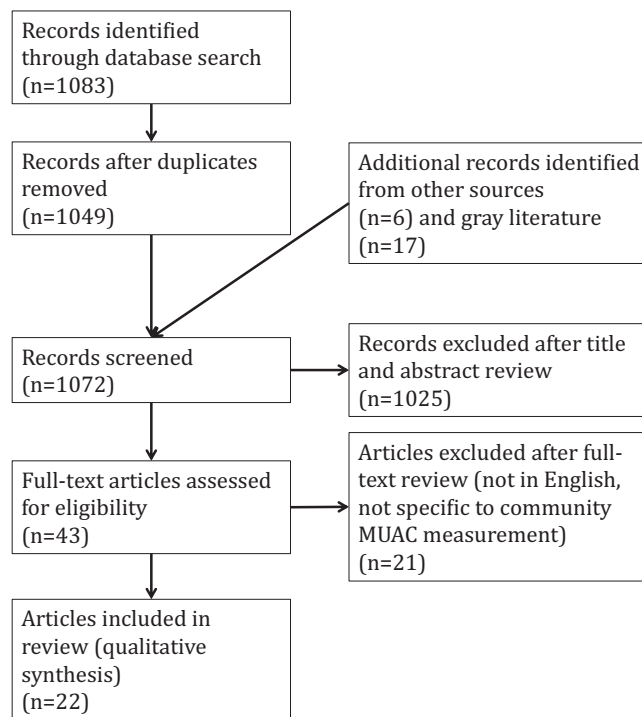 Records identified
through database search
(n=1083)
Records after duplicates
removed
(n=1049)
Additional records identified
from other sources
(n=6) and gray literature
(n=17)
Records screened
(n=1072)
Records excluded after title
and abstract review
(n=1025)
Full-text articles assessed
for eligibility
(n=43)
Articles excluded after full-
text review (not in English,
not specific to community
MUAC measurement)
(n=21)
Articles included in
review (qualitative
synthesis)
(n=22)